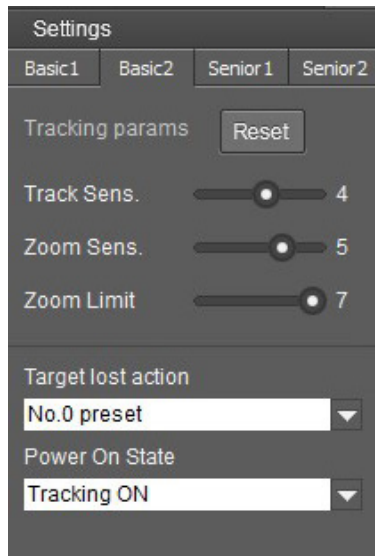 Settings
Basic1 Basic2 Senior1 Senior2
Tracking params Reset
Track Sens. 4
Zoom Sens. 5
Zoom Limit 7
Target lost action
No.0 preset
Power On State
Tracking ON